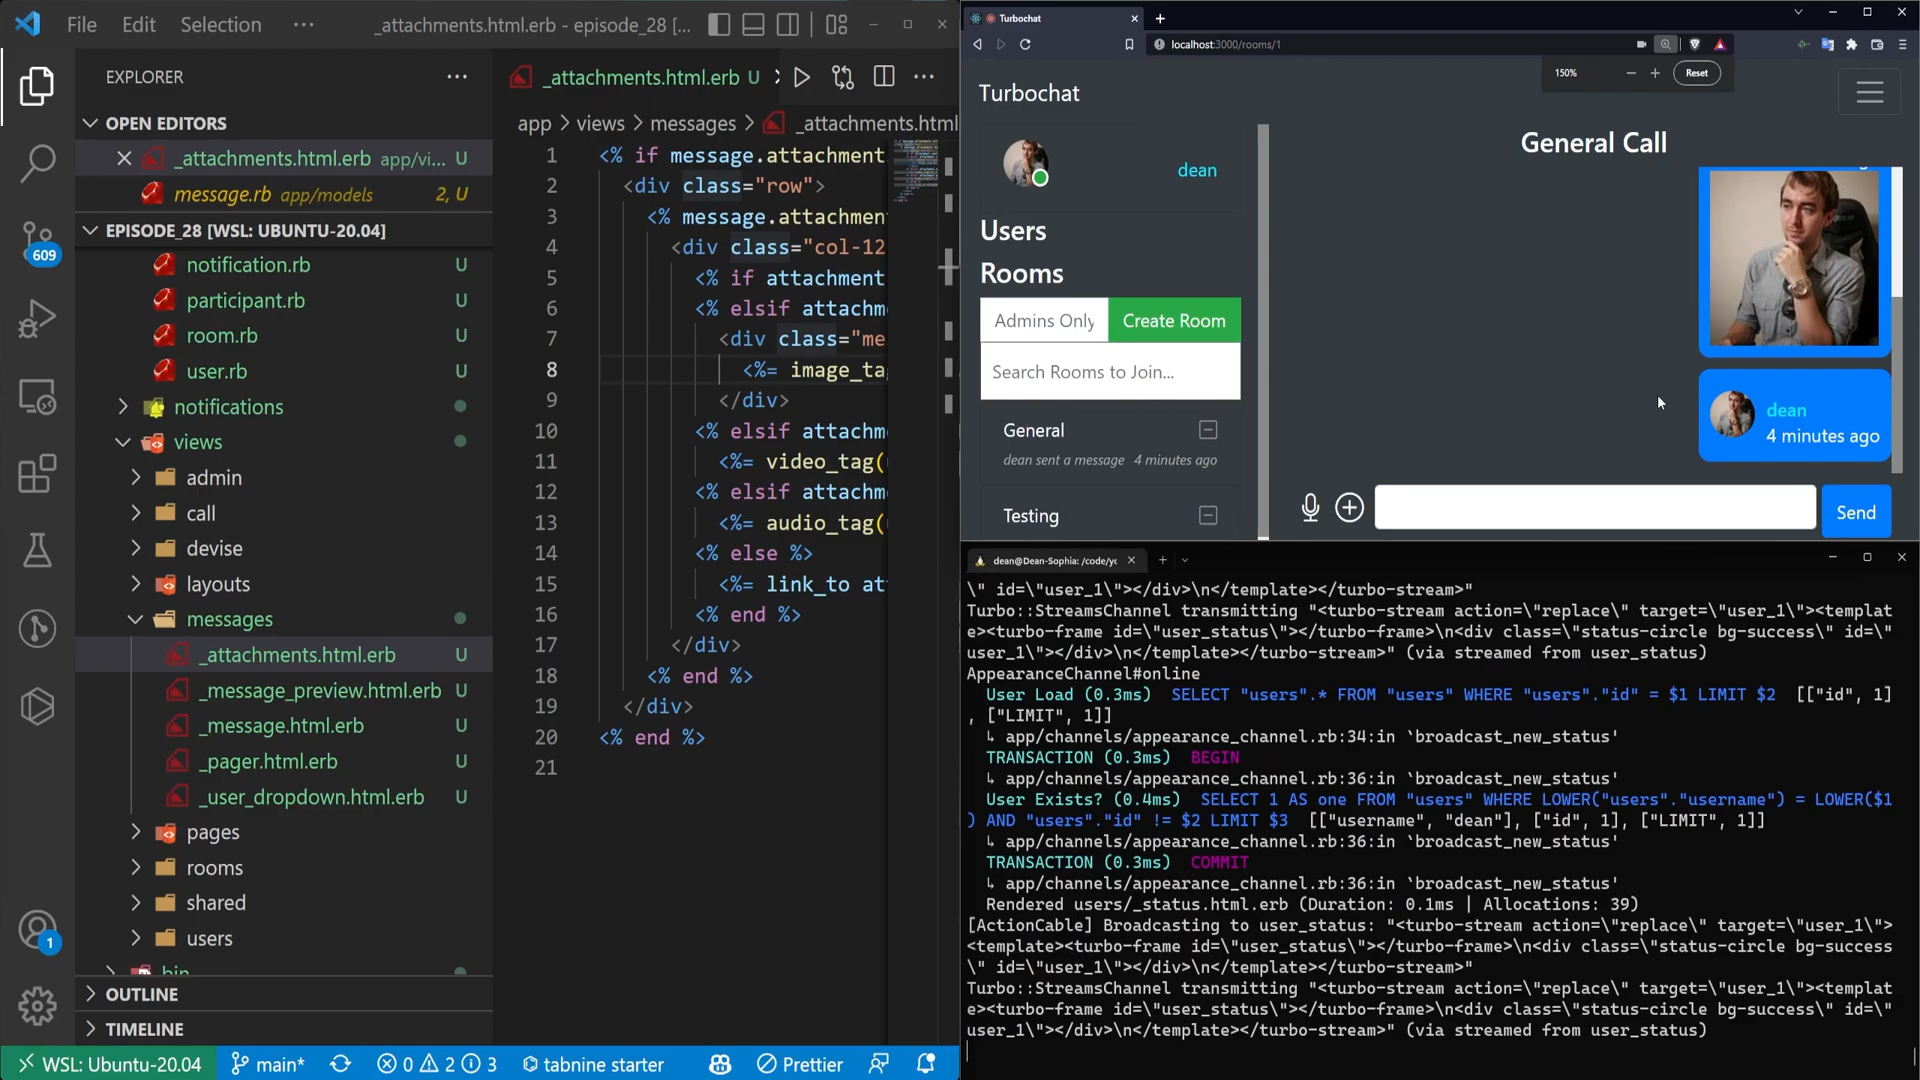 File Edit Selection ··· _attachments.html.erb - episode_28 [...
EXPLORER
OPEN EDITORS
_attachments.html.erb app/vi... U
message.rb app/models 2, U
EPISODE_28 [WSL: UBUNTU-20.04]
notification.rb U
participant.rb U
room.rb U
user.rb U
notifications
views
admin
call
devise
layouts
messages
_attachments.html.erb U
_message_preview.html.erb U
_message.html.erb U
_pager.html.erb U
_user_dropdown.html.erb U
pages
rooms
shared
users
bin
OUTLINE
TIMELINE
609
1
WSL: Ubuntu-20.04 main* 0 2 3 tabnine starter Prettier
_attachments.html.erb U
app > views > messages > _attachments.html
1 <% if message.attachment
2 <div class="row">
3 <% message.attachment
4 <div class="col-12
5 <% if attachment
6 <% elsif attachm
7 <div class="me
8 <%= image_ta
9 </div>
10 <% elsif attachm
11 <%= video_tag(
12 <% elsif attachm
13 <%= audio_tag(
14 <% else %>
15 <%= link_to at
16 <% end %>
17 </div>
18 <% end %>
19 </div>
20 <% end %>
21
Turbochat
localhost:3000/rooms/1
150% Reset
Turbochat
dean
Users
Rooms
Admins Only Create Room
Search Rooms to Join...
General
dean sent a message 4 minutes ago
Testing
General Call
dean
4 minutes ago
Send
dean@Dean-Sophia: /code/yc
\" id=\"user_1\"></div>\n</template></turbo-stream>"
Turbo::StreamsChannel transmitting "<turbo-stream action=\"replace\" target=\"user_1\"><templat
e><turbo-frame id=\"user_status\"></turbo-frame>\n<div class=\"status-circle bg-success\" id=\"
user_1\"></div>\n</template></turbo-stream>" (via streamed from user_status)
AppearanceChannel#online
User Load (0.3ms) SELECT "users".* FROM "users" WHERE "users"."id" = $1 LIMIT $2 [["id", 1]
, ["LIMIT", 1]]
↳ app/channels/appearance_channel.rb:34:in `broadcast_new_status'
TRANSACTION (0.3ms) BEGIN
↳ app/channels/appearance_channel.rb:36:in `broadcast_new_status'
User Exists? (0.4ms) SELECT 1 AS one FROM "users" WHERE LOWER("users"."username") = LOWER($1
) AND "users"."id" != $2 LIMIT $3 [["username", "dean"], ["id", 1], ["LIMIT", 1]]
↳ app/channels/appearance_channel.rb:36:in `broadcast_new_status'
TRANSACTION (0.3ms) COMMIT
↳ app/channels/appearance_channel.rb:36:in `broadcast_new_status'
Rendered users/_status.html.erb (Duration: 0.1ms | Allocations: 39)
[ActionCable] Broadcasting to user_status: "<turbo-stream action=\"replace\" target=\"user_1\">
<template><turbo-frame id=\"user_status\"></turbo-frame>\n<div class=\"status-circle bg-success
\" id=\"user_1\"></div>\n</template></turbo-stream>"
Turbo::StreamsChannel transmitting "<turbo-stream action=\"replace\" target=\"user_1\"><templat
e><turbo-frame id=\"user_status\"></turbo-frame>\n<div class=\"status-circle bg-success\" id=\"
user_1\"></div>\n</template></turbo-stream>" (via streamed from user_status)